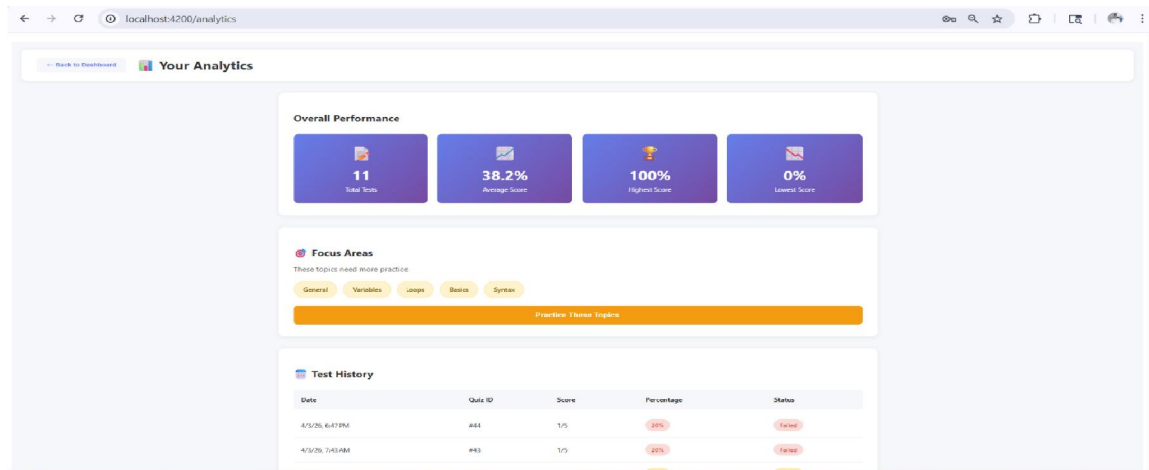 localhost:4200/analytics
← Back to Dashboard Your Analytics
Overall Performance
11 38.2% 100% 0%
Total Tests Average Score Highest Score Lowest Score
Focus Areas
These topics need more practice
General Variables Loops Basics Syntax
Practice These Topics
Test History
Date Quiz ID Score Percentage Status
4/3/26, 6:47 PM #44 1/5 20% Failed
4/3/26, 7:43 AM #43 1/5 20% Failed